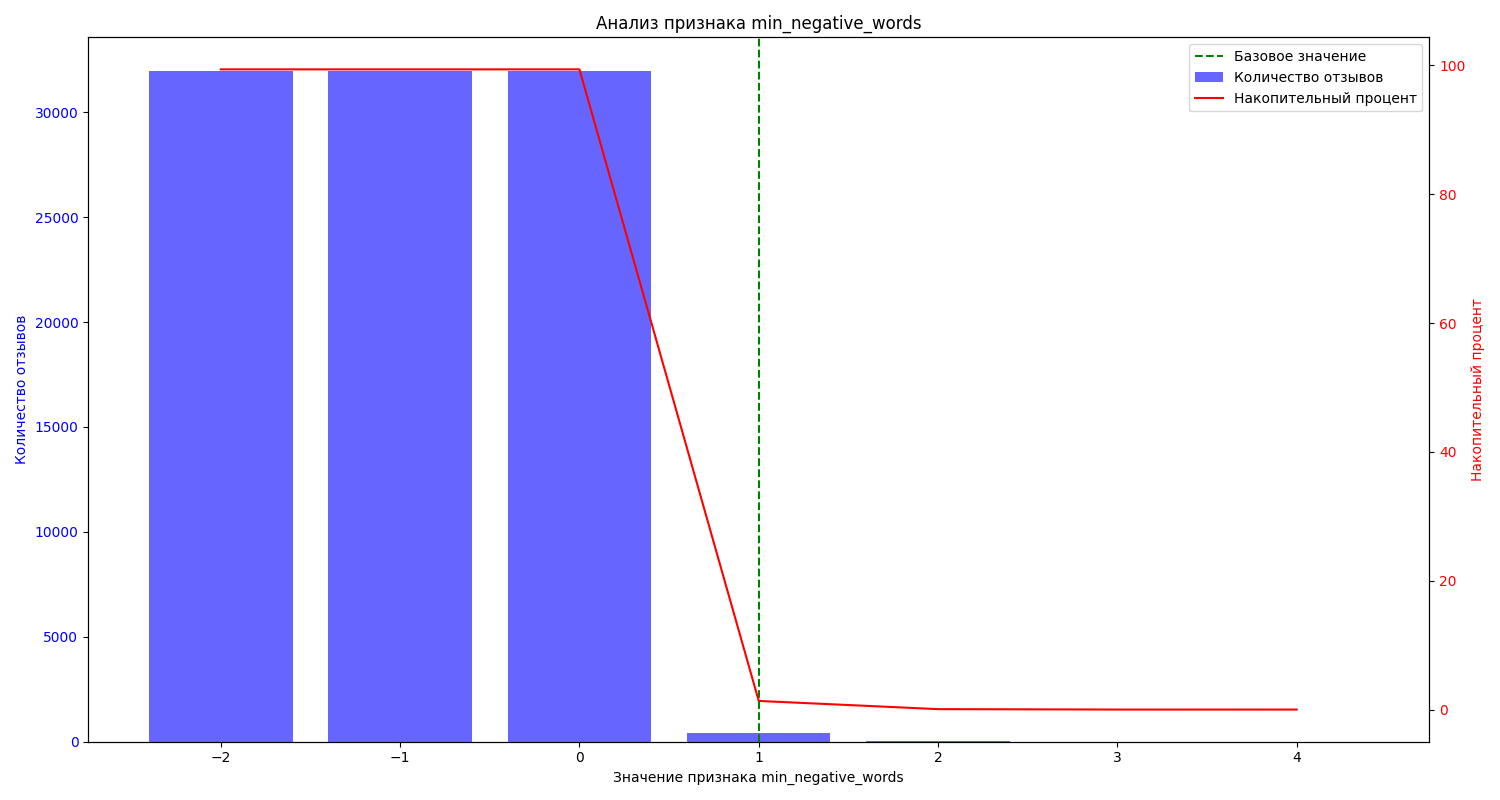 Анализ признака min_negative_words
Базовое значение
Количество отзывов
Накопительный процент
30000
25000
20000
15000
10000
5000
0
Количество отзывов
100
80
60
40
20
0
Накопительный процент
−2
−1
0
1
2
3
4
Значение признака min_negative_words